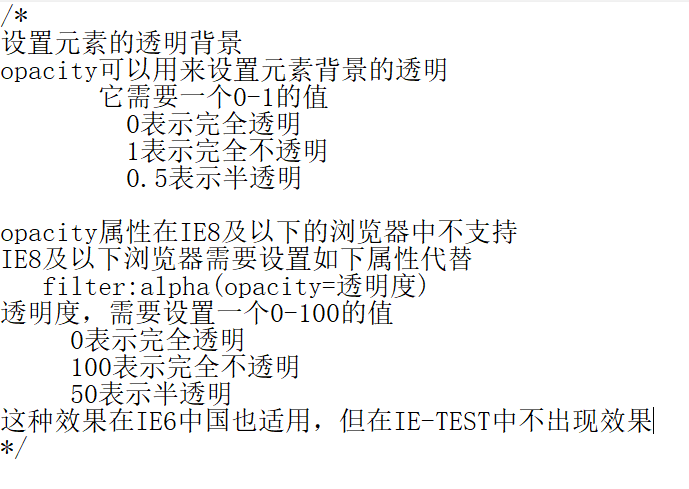 /*
设置元素的透明背景
opacity可以用来设置元素背景的透明
它需要一个0-1的值
0表示完全透明
1表示完全不透明
0.5表示半透明
opacity属性在IE8及以下的浏览器中不支持
IE8及以下浏览器需要设置如下属性代替
filter:alpha(opacity=透明度)
透明度，需要设置一个0-100的值
0表示完全透明
100表示完全不透明
50表示半透明
这种效果在IE6中国也适用，但在IE-TEST中不出现效果
*/